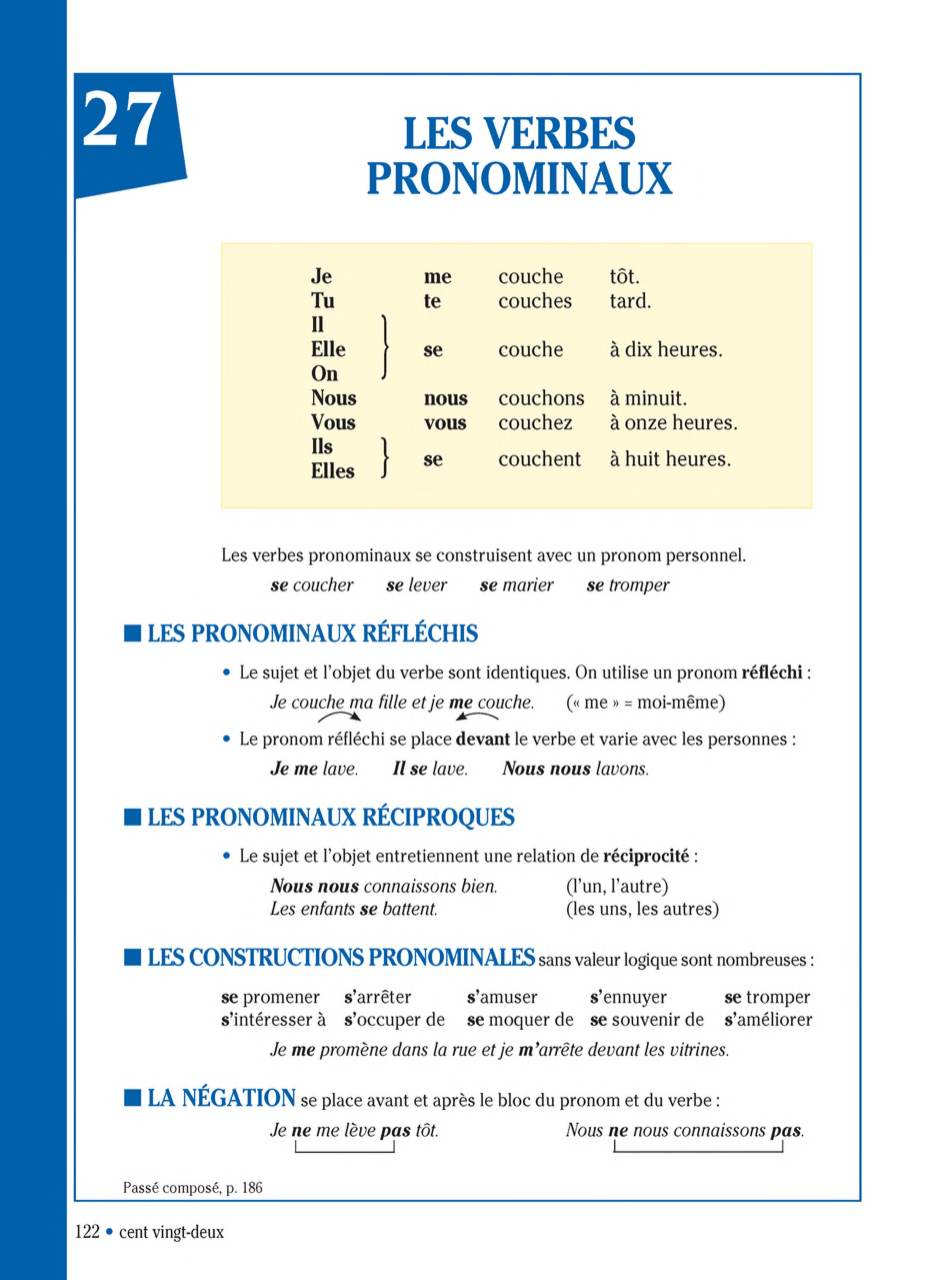 27
LES VERBES
PRONOMINAUX
Je me couche tôt.
Tu te couches tard.
Il
Elle se couche à dix heures.
On
Nous nous couchons à minuit.
Vous vous couchez à onze heures.
Ils
se couchent à huit heures.
Elles
Les verbes pronominaux se construisent avec un pronom personnel.
se coucher se lever se marier se tromper
■ LES PRONOMINAUX RÉFLÉCHIS
• Le sujet et l'objet du verbe sont identiques. On utilise un pronom réfléchi :
Je couche ma fille et je me couche. (« me » = moi-même)
• Le pronom réfléchi se place devant le verbe et varie avec les personnes :
Je me lave. Il se lave. Nous nous lavons.
■ LES PRONOMINAUX RÉCIPROQUES
• Le sujet et l'objet entretiennent une relation de réciprocité :
Nous nous connaissons bien. (l'un, l'autre)
Les enfants se battent. (les uns, les autres)
■ LES CONSTRUCTIONS PRONOMINALES sans valeur logique sont nombreuses :
se promener s'arrêter s'amuser s'ennuyer se tromper
s'intéresser à s'occuper de se moquer de se souvenir de s'améliorer
Je me promène dans la rue et je m'arrête devant les vitrines.
■ LA NÉGATION se place avant et après le bloc du pronom et du verbe :
Je ne me lève pas tôt. Nous ne nous connaissons pas.
Passé composé, p. 186
122 • cent vingt-deux